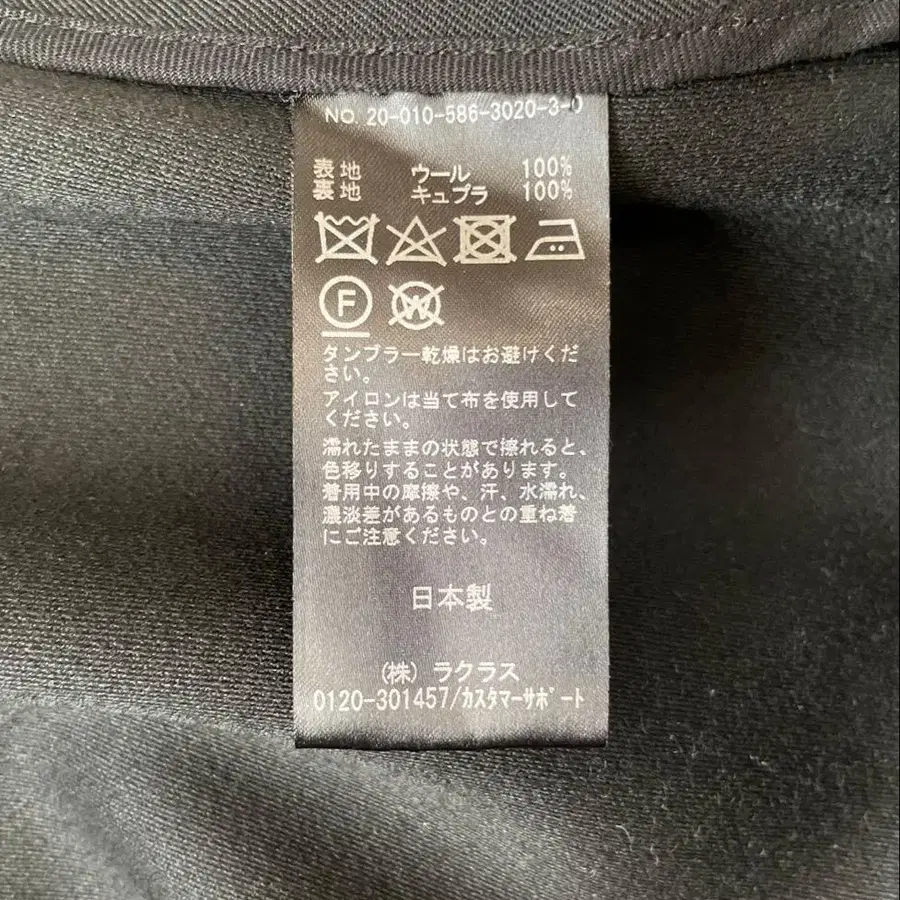 NO. 20-010-586-3020-3-0
表地 ウール 100%
裏地 キュプラ 100%
F W
タンブラー乾燥はお避けくだ
さい。
アイロンは当て布を使用して
ください。
濡れたままの状態で擦れると、
色移りすることがあります。
着用中の摩擦や、汗、水濡れ、
濃淡差があるものとの重ね着
にご注意ください。
日本製
(株) ラクラス
0120-301457/カスタマーサポート